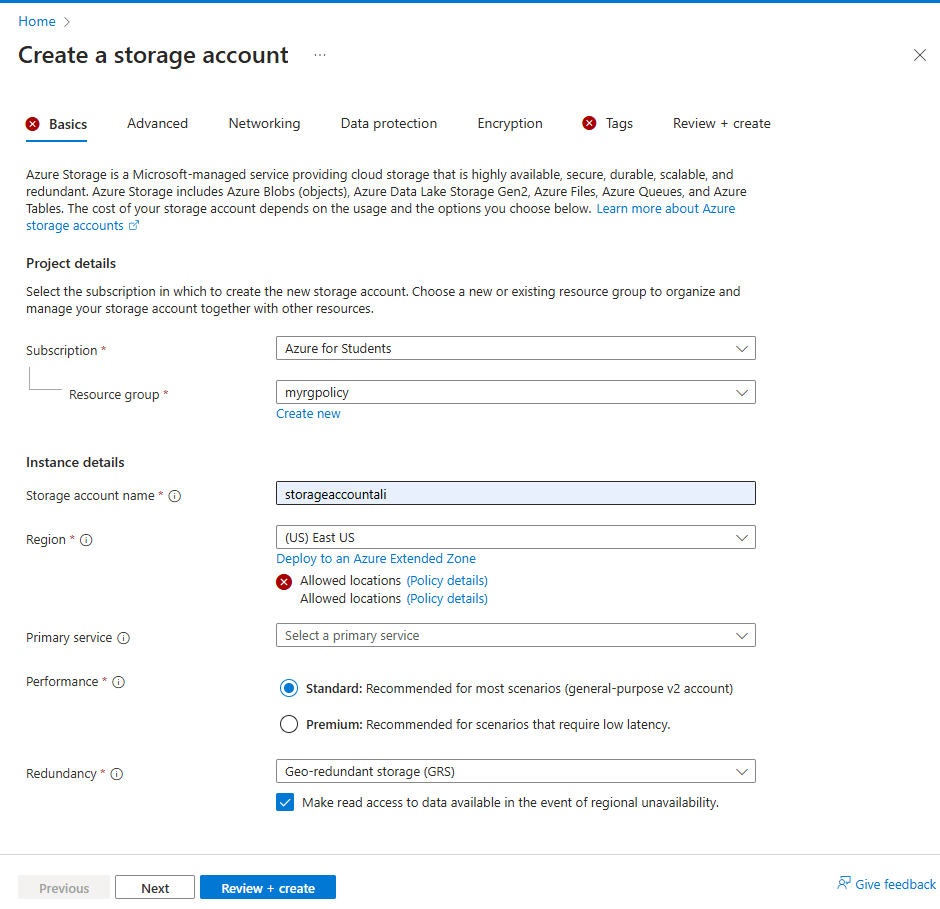 Home
Create a storage account ...
Basics Advanced Networking Data protection Encryption Tags Review + create
Azure Storage is a Microsoft-managed service providing cloud storage that is highly available, secure, durable, scalable, and
redundant. Azure Storage includes Azure Blobs (objects), Azure Data Lake Storage Gen2, Azure Files, Azure Queues, and Azure
Tables. The cost of your storage account depends on the usage and the options you choose below. Learn more about Azure
storage accounts
Project details
Select the subscription in which to create the new storage account. Choose a new or existing resource group to organize and
manage your storage account together with other resources.
Subscription * Azure for Students
Resource group * myrgpolicy
Create new
Instance details
Storage account name * storageaccountali
Region * (US) East US
Deploy to an Azure Extended Zone
Allowed locations (Policy details)
Allowed locations (Policy details)
Primary service Select a primary service
Performance * Standard: Recommended for most scenarios (general-purpose v2 account)
Premium: Recommended for scenarios that require low latency.
Redundancy * Geo-redundant storage (GRS)
Make read access to data available in the event of regional unavailability.
Previous Next Review + create Give feedback